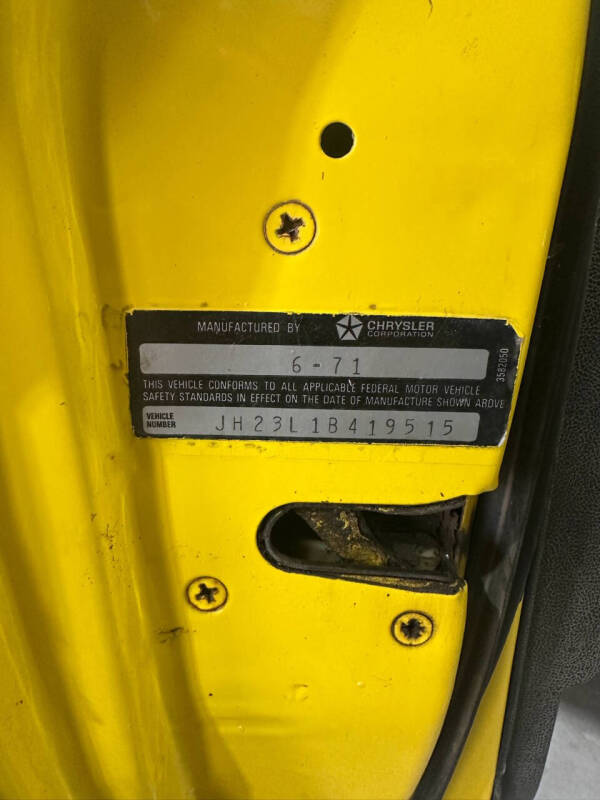 MANUFACTURED BY CHRYSLER CORPORATION
6-71
THIS VEHICLE CONFORMS TO ALL APPLICABLE FEDERAL MOTOR VEHICLE
SAFETY STANDARDS IN EFFECT ON THE DATE OF MANUFACTURE SHOWN ABOVE
VEHICLE NUMBER JH23L1B419515
3582050